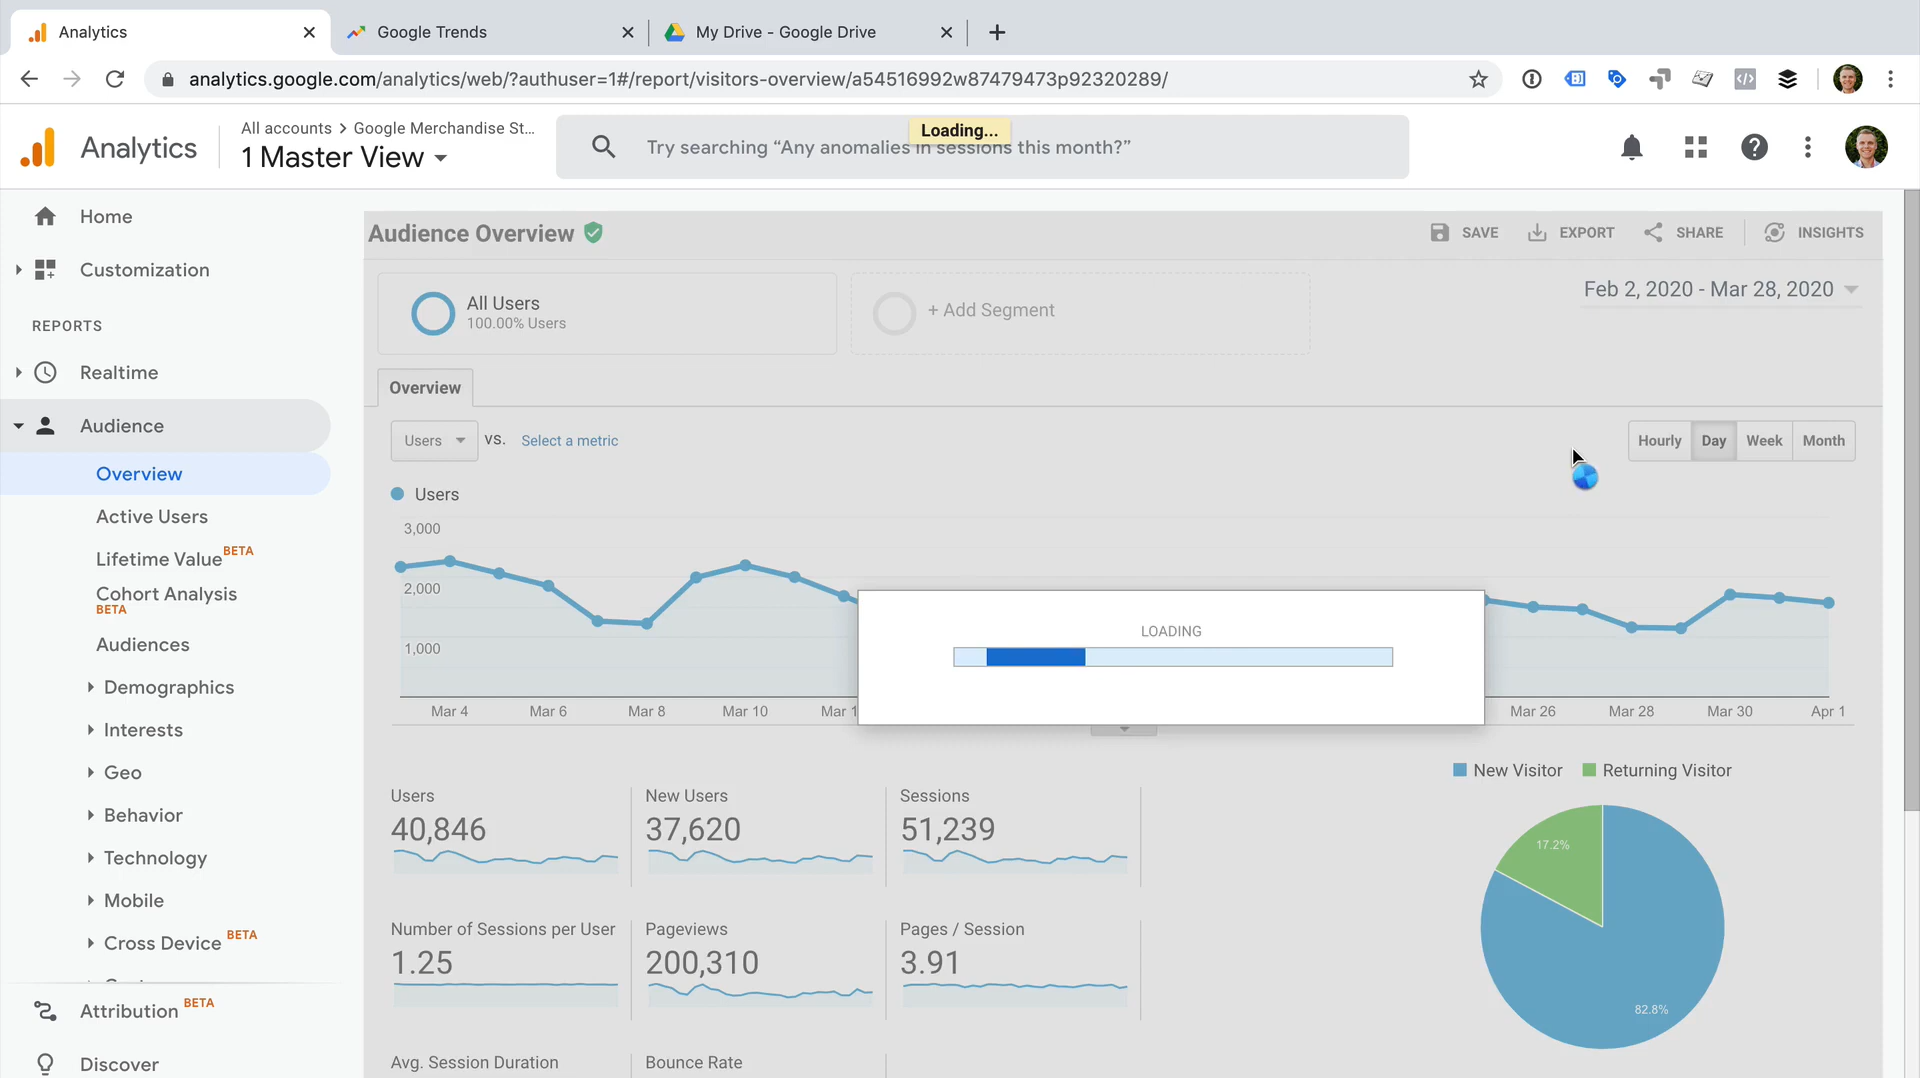 Analytics
Google Trends
My Drive - Google Drive
analytics.google.com/analytics/web/?authuser=1#/report/visitors-overview/a54516992w87479473p92320289/
Analytics
All accounts > Google Merchandise St...
1 Master View
Try searching “Any anomalies in sessions this month?”
Loading...
Home
Customization
REPORTS
Realtime
Audience
Overview
Active Users
Lifetime Value BETA
Cohort Analysis
BETA
Audiences
Demographics
Interests
Geo
Behavior
Technology
Mobile
Cross Device BETA
Attribution BETA
Discover
Audience Overview
SAVE
EXPORT
SHARE
INSIGHTS
All Users
100.00% Users
+ Add Segment
Feb 2, 2020 - Mar 28, 2020
Overview
Users
VS.
Select a metric
Hourly
Day
Week
Month
Users
3,000
2,000
1,000
LOADING
Mar 4
Mar 6
Mar 8
Mar 10
Mar 1
Mar 26
Mar 28
Mar 30
Apr 1
New Visitor
Returning Visitor
17.2%
82.8%
Users
40,846
New Users
37,620
Sessions
51,239
Number of Sessions per User
1.25
Pageviews
200,310
Pages / Session
3.91
Avg. Session Duration
Bounce Rate